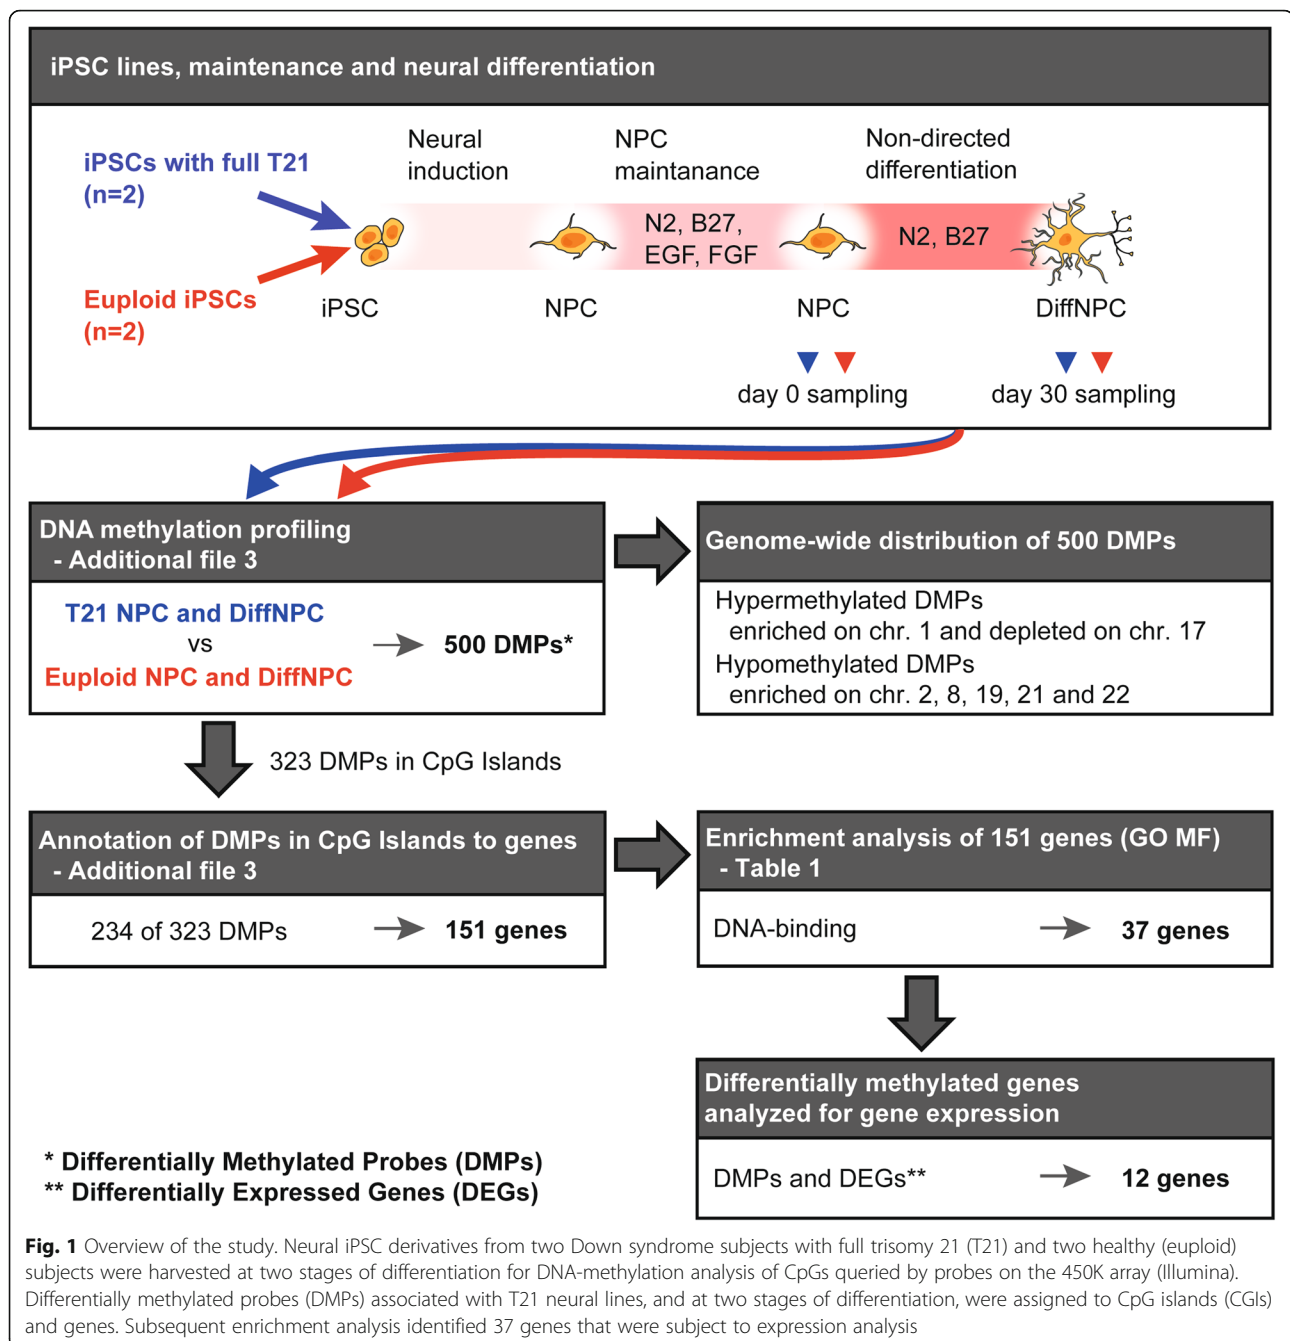 iPSC lines, maintenance and neural differentiation
iPSCs with full T21
(n=2)
Euploid iPSCs
(n=2)
Neural
induction
NPC
maintanance
Non-directed
differentiation
N2, B27,
EGF, FGF
N2, B27
iPSC
NPC
NPC
DiffNPC
day 0 sampling
day 30 sampling
DNA methylation profiling
- Additional file 3
T21 NPC and DiffNPC
vs
Euploid NPC and DiffNPC
500 DMPs*
Genome-wide distribution of 500 DMPs
Hypermethylated DMPs
enriched on chr. 1 and depleted on chr. 17
Hypomethylated DMPs
enriched on chr. 2, 8, 19, 21 and 22
323 DMPs in CpG Islands
Annotation of DMPs in CpG Islands to genes
- Additional file 3
234 of 323 DMPs
151 genes
Enrichment analysis of 151 genes (GO MF)
- Table 1
DNA-binding
37 genes
Differentially methylated genes
analyzed for gene expression
DMPs and DEGs**
12 genes
* Differentially Methylated Probes (DMPs)
** Differentially Expressed Genes (DEGs)
Fig. 1 Overview of the study. Neural iPSC derivatives from two Down syndrome subjects with full trisomy 21 (T21) and two healthy (euploid)
subjects were harvested at two stages of differentiation for DNA-methylation analysis of CpGs queried by probes on the 450K array (Illumina).
Differentially methylated probes (DMPs) associated with T21 neural lines, and at two stages of differentiation, were assigned to CpG islands (CGIs)
and genes. Subsequent enrichment analysis identified 37 genes that were subject to expression analysis